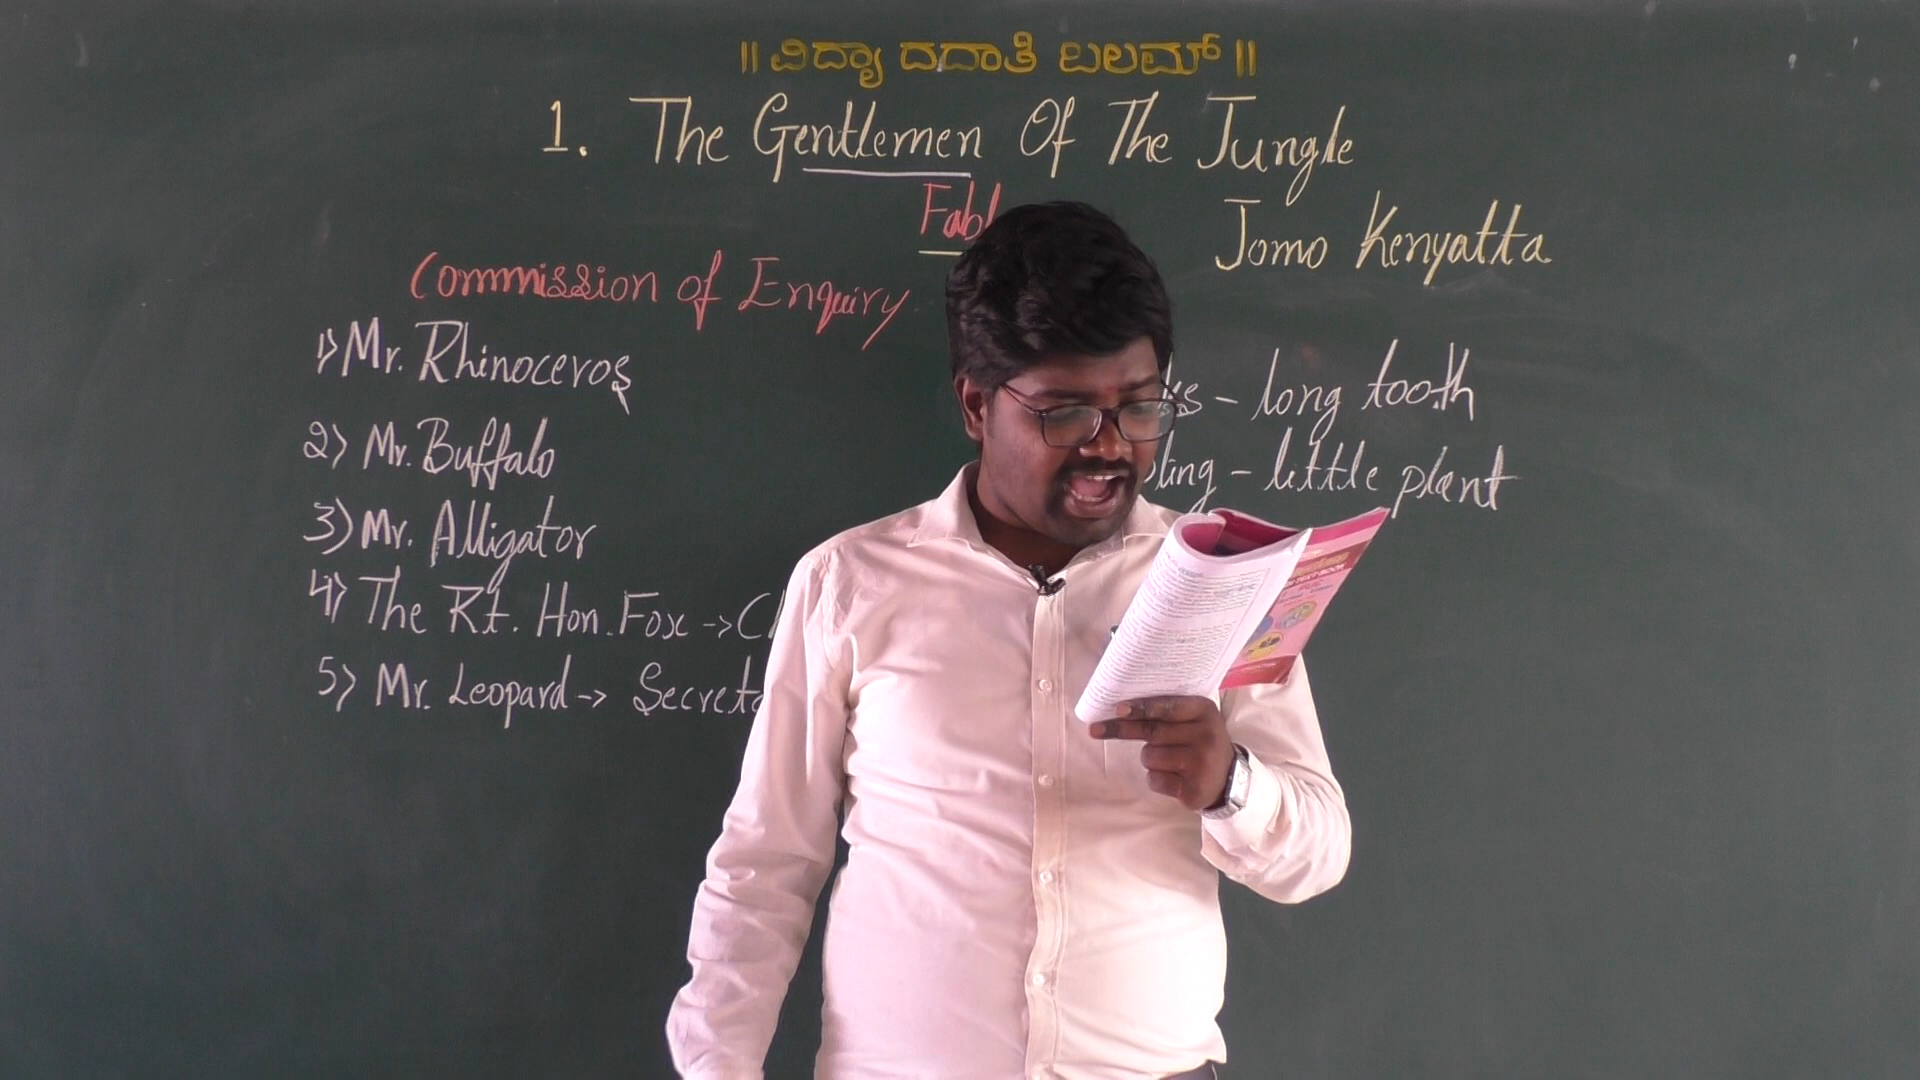 ॥ ವಿದ್ಯಾ ದದಾತಿ ಬಲಮ್ ॥
1. The Gentlemen Of The Jungle
Jomo Kenyatta
Commission of Enquiry
1) Mr. Rhinoceros
2) Mr. Buffalo
3) Mr. Alligator
4) The Rt. Hon. Fox →
5) Mr. Leopard →
- long tooth
- little plant